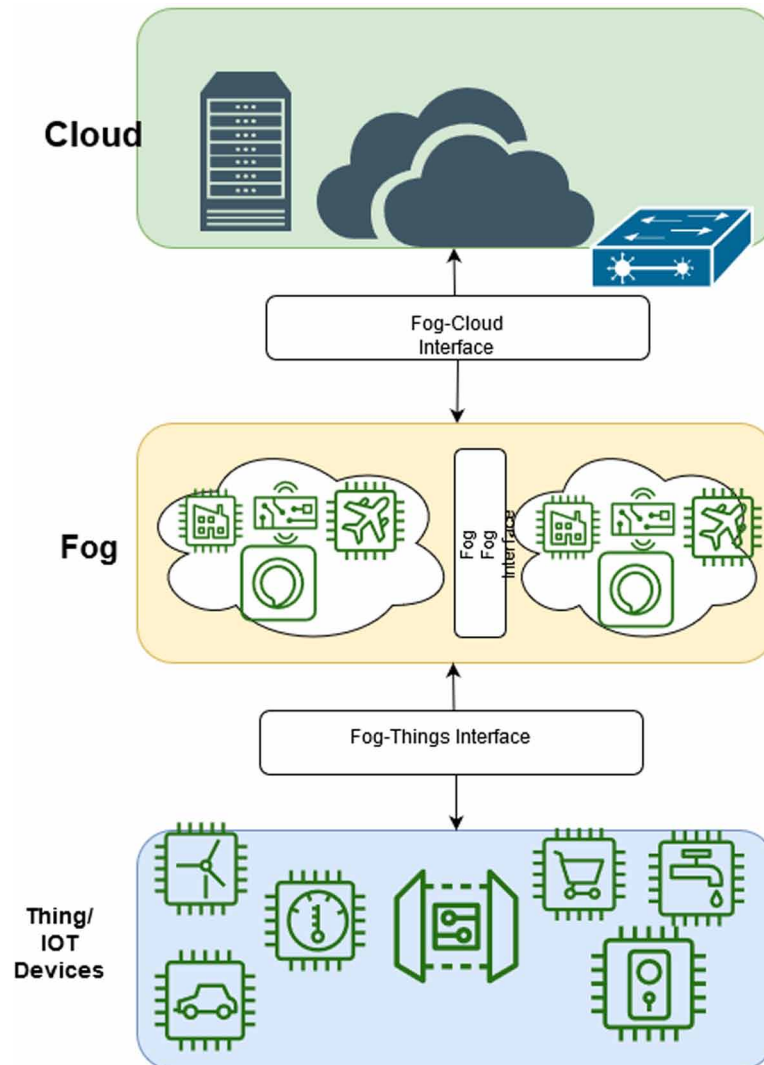 Cloud
Fog-Cloud
Interface
Fog
Fog
Fog
Interface
Fog-Things Interface
Thing/
IOT
Devices